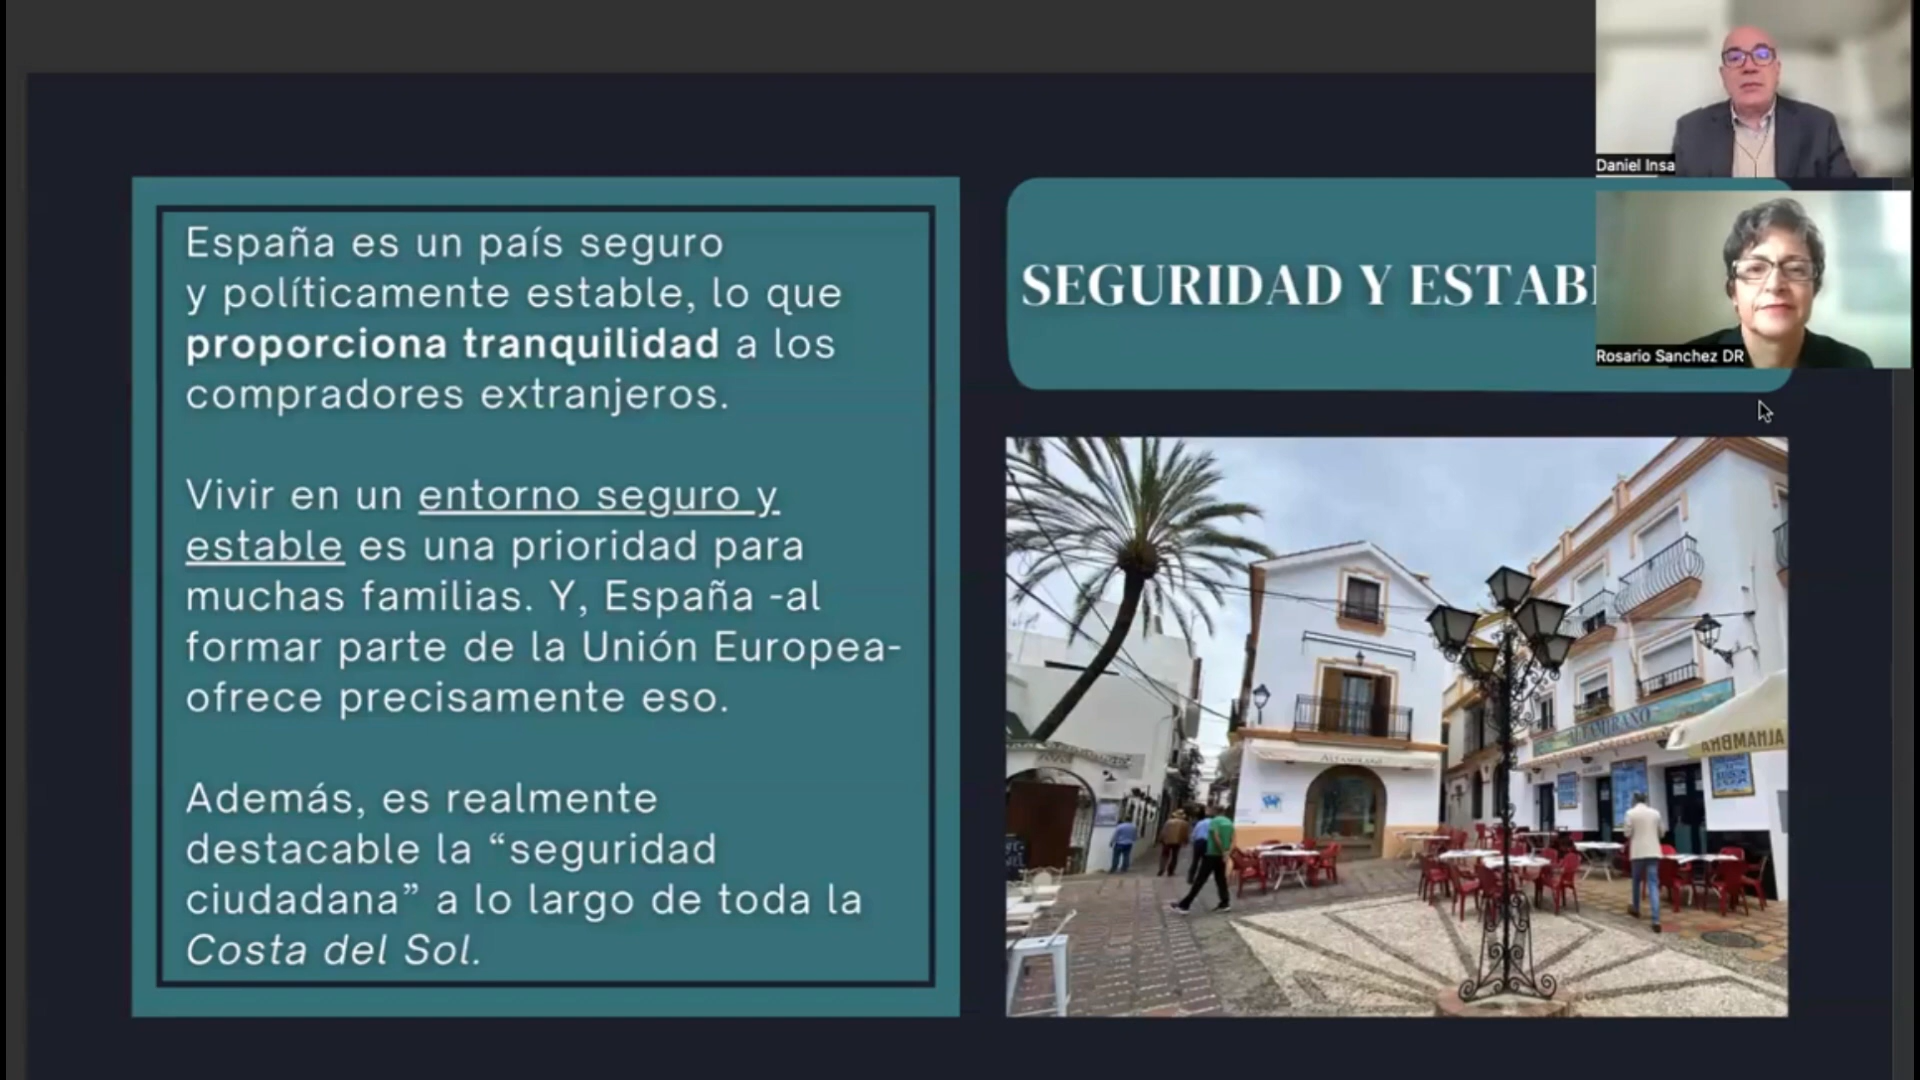 España es un país seguro
y políticamente estable, lo que
proporciona tranquilidad a los
compradores extranjeros.
Vivir en un entorno seguro y
estable es una prioridad para
muchas familias. Y, España -al
formar parte de la Unión Europea-
ofrece precisamente eso.
Además, es realmente
destacable la “seguridad
ciudadana” a lo largo de toda la
Costa del Sol.
SEGURIDAD Y ESTAB
Daniel Insa
Rosario Sanchez DR
ALTAMIRANO
ALTAMIRANO
ALHAMBRA